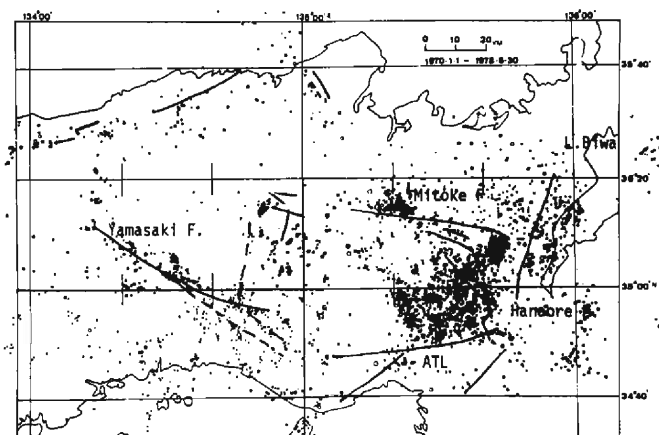 134°00'
135°00'
136°00'
0 10 20 KM
1970·1·1 - 1978·6·30
35°40'
L. Biwa
35°20'
Mitoke F.
Yamasaki F.
35°00'N
Hanaore F.
ATL
34°40'